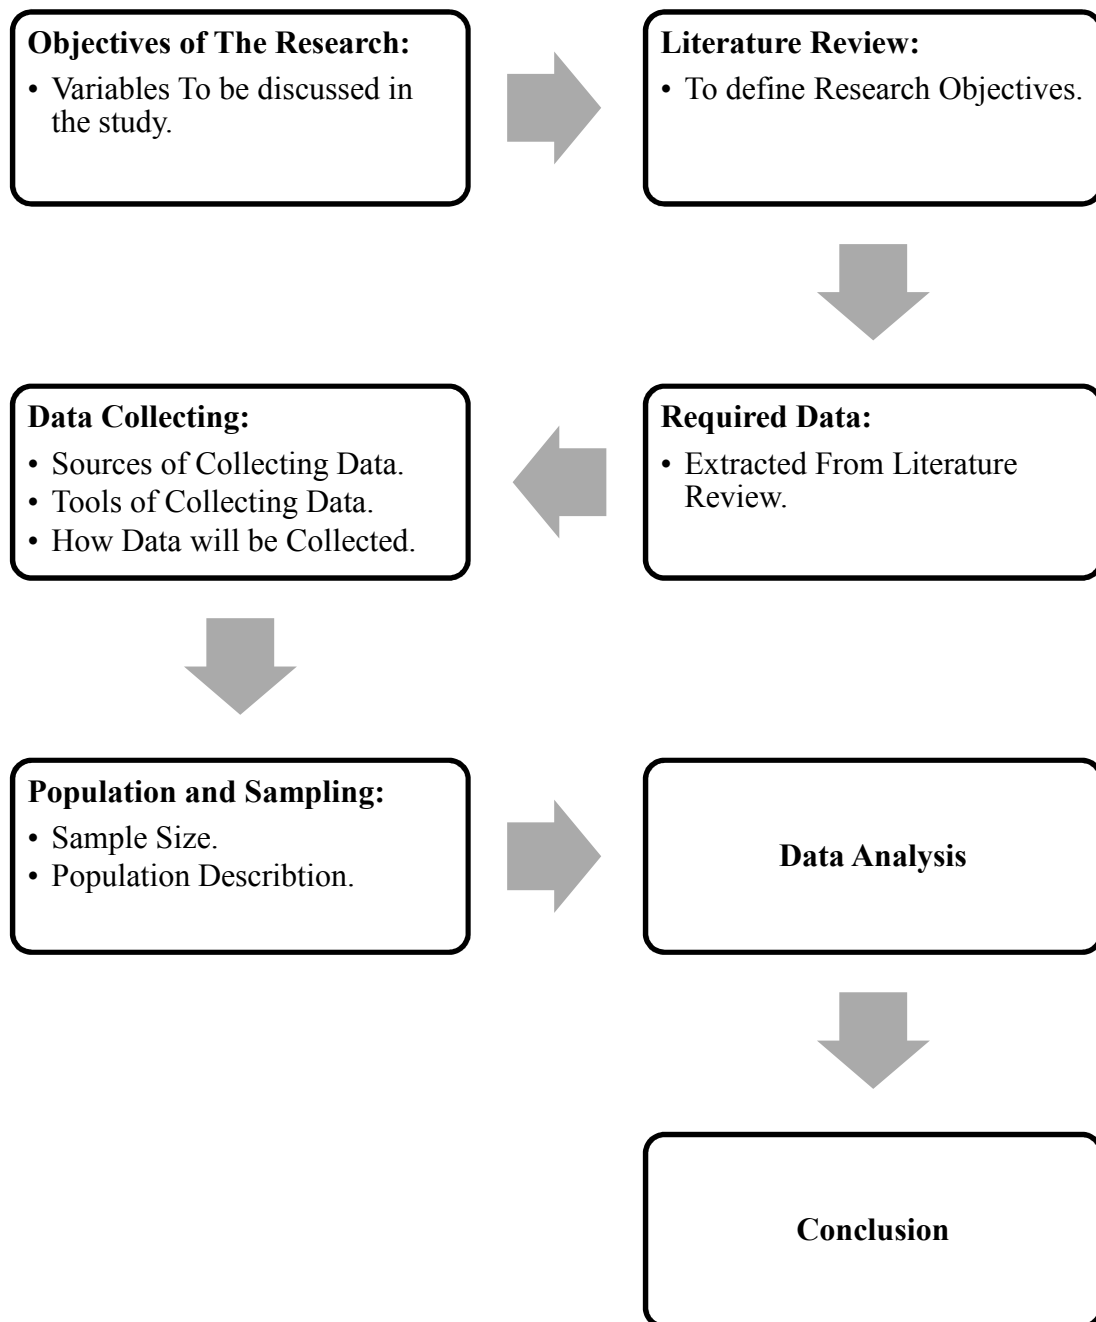 Objectives of The Research:
• Variables To be discussed in
the study.
Literature Review:
• To define Research Objectives.
Required Data:
• Extracted From Literature
Review.
Data Collecting:
• Sources of Collecting Data.
• Tools of Collecting Data.
• How Data will be Collected.
Population and Sampling:
• Sample Size.
• Population Describtion.
Data Analysis
Conclusion